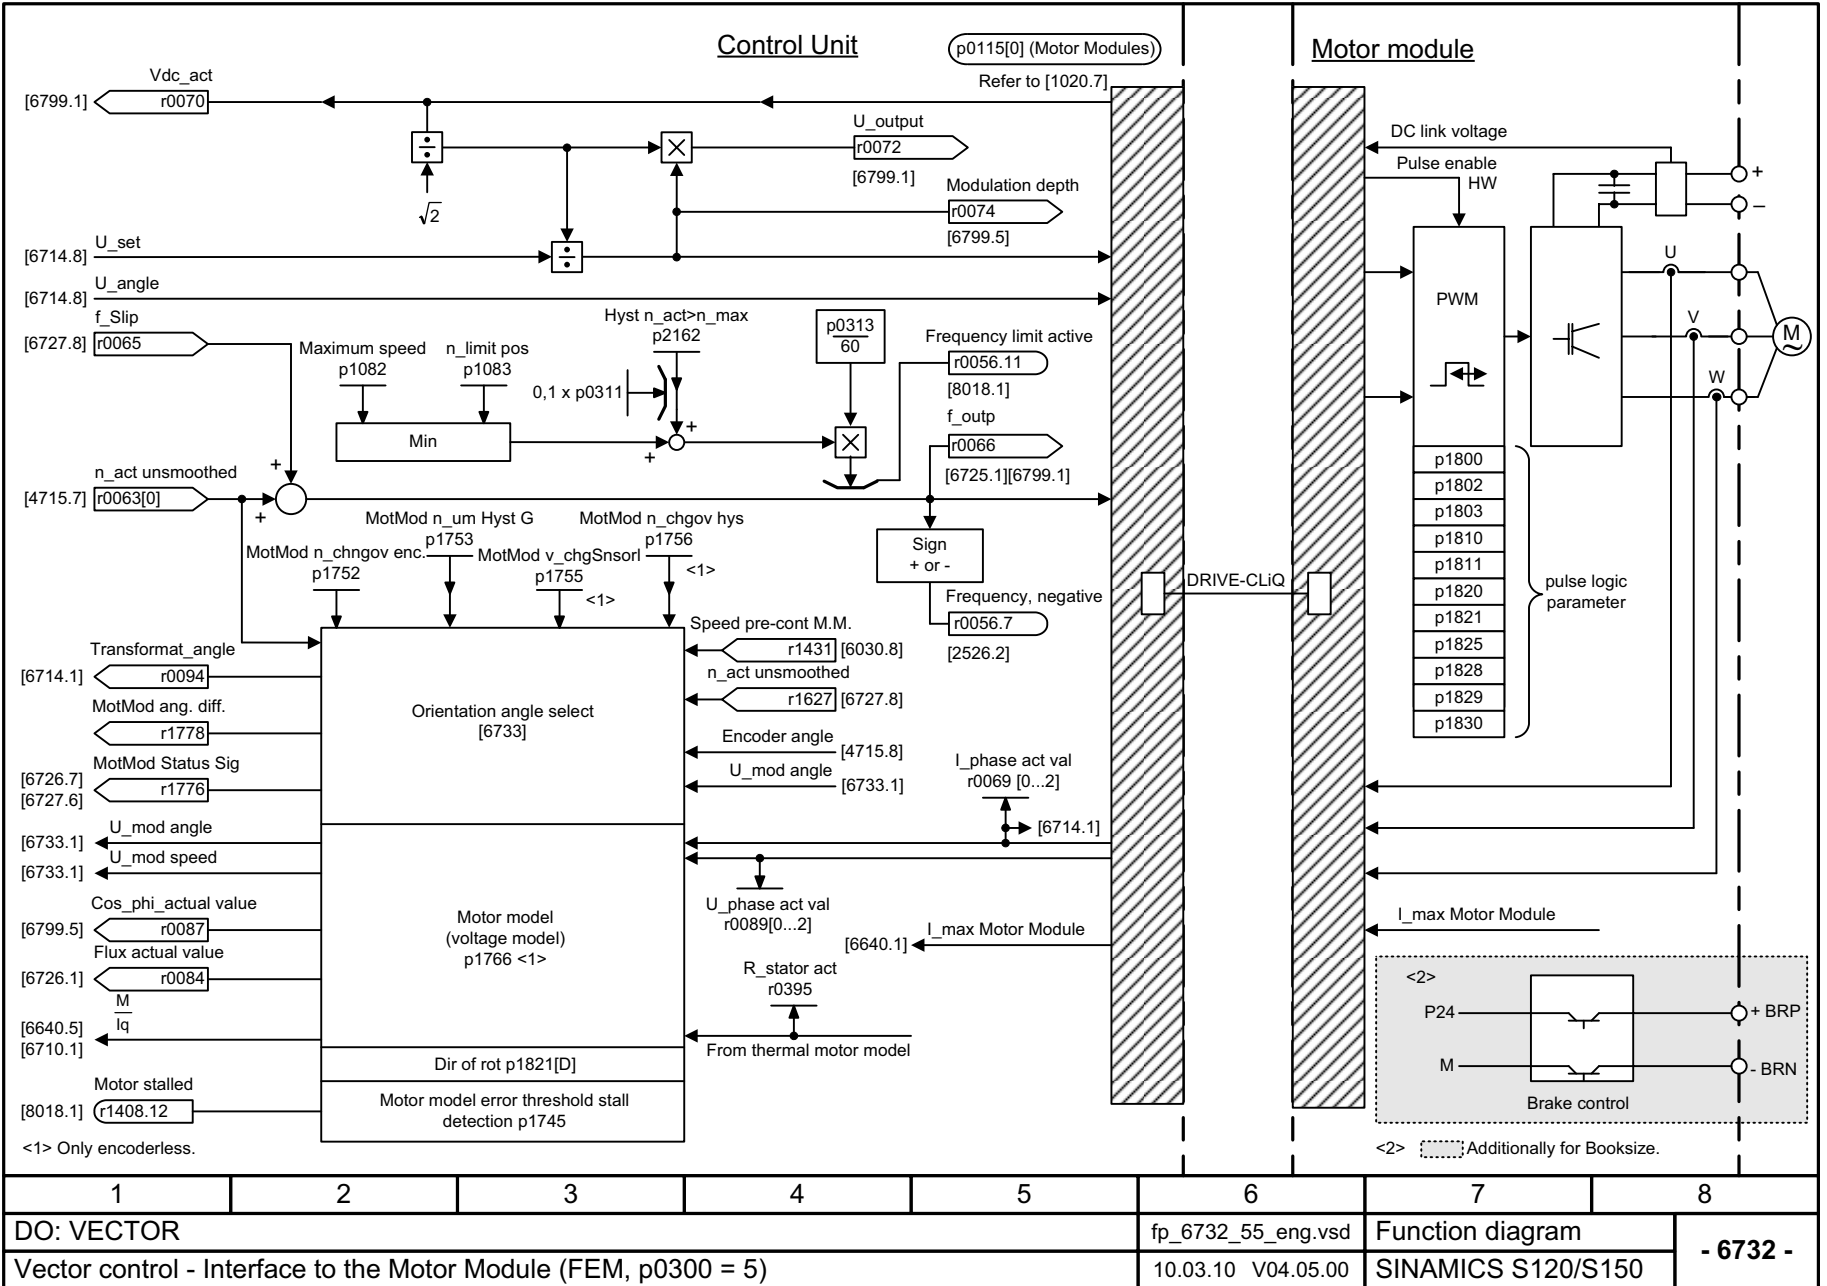 Control Unit
p0115[0] (Motor Modules)
Motor module
Refer to [1020.7]
Vdc_act
[6799.1]
r0070
√2
U_output
r0072
[6799.1]
Modulation depth
r0074
[6799.5]
U_set
[6714.8]
U_angle
[6714.8]
f_Slip
[6727.8]
r0065
Maximum speed
p1082
n_limit pos
p1083
Min
Hyst n_act>n_max
p2162
0,1 x p0311
+
+
p0313
60
Frequency limit active
r0056.11
[8018.1]
f_outp
r0066
[6725.1][6799.1]
n_act unsmoothed
[4715.7]
r0063[0]
+
+
Sign
+ or -
Frequency, negative
r0056.7
[2526.2]
MotMod n_um Hyst G
p1753
MotMod n_chgov hys
p1756
<1>
MotMod n_chngov enc.
p1752
MotMod v_chgSnsorl
p1755
<1>
Transformat_angle
[6714.1]
r0094
MotMod ang. diff.
r1778
MotMod Status Sig
[6726.7]
[6727.6]
r1776
U_mod angle
[6733.1]
U_mod speed
[6733.1]
Cos_phi_actual value
[6799.5]
r0087
Flux actual value
[6726.1]
r0084
M
Iq
[6640.5]
[6710.1]
Motor stalled
[8018.1]
r1408.12
<1> Only encoderless.
Orientation angle select
[6733]
Motor model
(voltage model)
p1766 <1>
Dir of rot p1821[D]
Motor model error threshold stall
detection p1745
Speed pre-cont M.M.
r1431
[6030.8]
n_act unsmoothed
r1627
[6727.8]
Encoder angle
[4715.8]
U_mod angle
[6733.1]
I_phase act val
r0069 [0...2]
[6714.1]
U_phase act val
r0089[0...2]
I_max Motor Module
[6640.1]
R_stator act
r0395
From thermal motor model
DRIVE-CLiQ
DC link voltage
Pulse enable
HW
+
–
PWM
U
V
W
M
~
p1800
p1802
p1803
p1810
p1811
p1820
p1821
p1825
p1828
p1829
p1830
pulse logic
parameter
I_max Motor Module
<2>
P24
+ BRP
M
- BRN
Brake control
<2> Additionally for Booksize.
1 2 3 4 5 6 7 8
DO: VECTOR
fp_6732_55_eng.vsd
Function diagram
- 6732 -
Vector control - Interface to the Motor Module (FEM, p0300 = 5)
10.03.10 V04.05.00
SINAMICS S120/S150